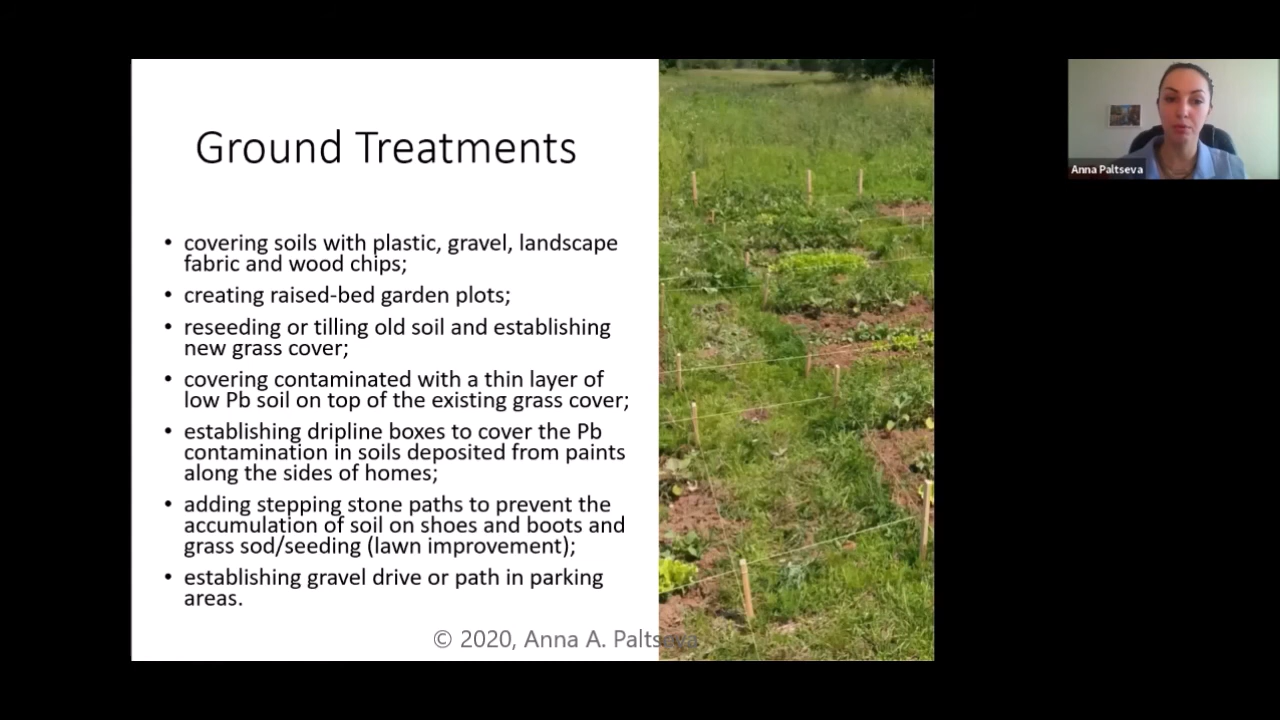 Ground Treatments
• covering soils with plastic, gravel, landscape
fabric and wood chips;
• creating raised-bed garden plots;
• reseeding or tilling old soil and establishing
new grass cover;
• covering contaminated with a thin layer of
low Pb soil on top of the existing grass cover;
• establishing dripline boxes to cover the Pb
contamination in soils deposited from paints
along the sides of homes;
• adding stepping stone paths to prevent the
accumulation of soil on shoes and boots and
grass sod/seeding (lawn improvement);
• establishing gravel drive or path in parking
areas.
© 2020, Anna A. Paltseva
Anna Paltseva